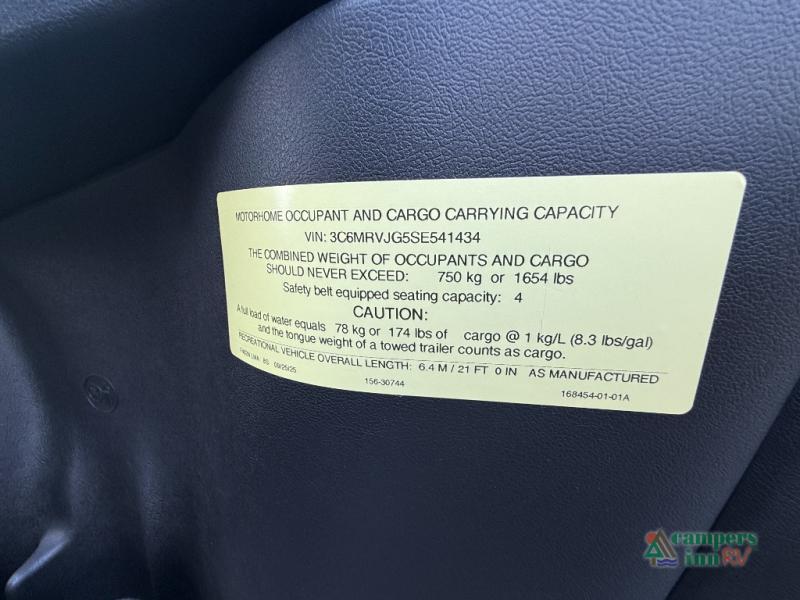 MOTORHOME OCCUPANT AND CARGO CARRYING CAPACITY
VIN: 3C6MRVJG5SE541434
THE COMBINED WEIGHT OF OCCUPANTS AND CARGO
SHOULD NEVER EXCEED: 750 kg or 1654 lbs
Safety belt equipped seating capacity: 4
CAUTION:
A full load of water equals 78 kg or 174 lbs of cargo @ 1 kg/L (8.3 lbs/gal)
and the tongue weight of a towed trailer counts as cargo.
RECREATIONAL VEHICLE OVERALL LENGTH: 6.4 M / 21 FT 0 IN AS MANUFACTURED
156-30744
168454-01-01A
campers
inn RV